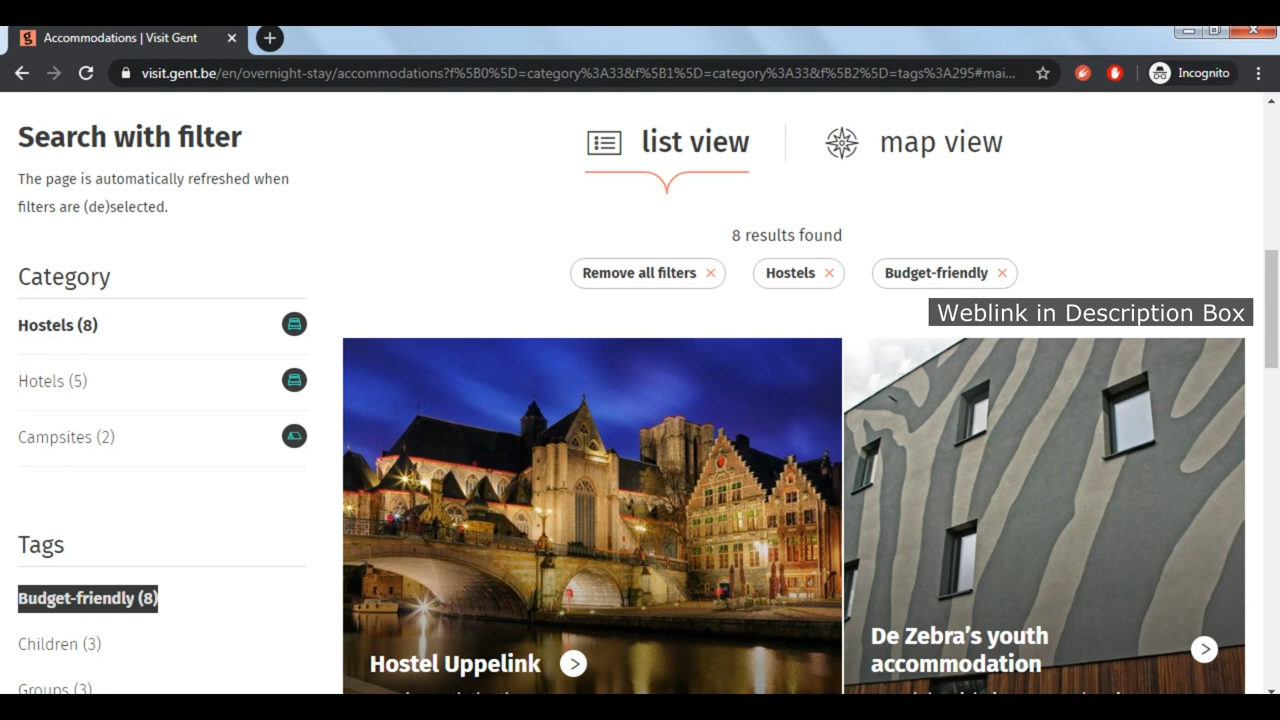 Accommodations | Visit Gent
visit.gent.be/en/overnight-stay/accommodations?f%5B0%5D=category%3A33&f%5B1%5D=category%3A33&f%5B2%5D=tags%3A295#mai...
Incognito
Search with filter
The page is automatically refreshed when
filters are (de)selected.
Category
Hostels (8)
Hotels (5)
Campsites (2)
Tags
Budget-friendly (8)
Children (3)
Groups (3)
list view
map view
8 results found
Remove all filters
Hostels
Budget-friendly
Weblink in Description Box
Hostel Uppelink
De Zebra's youth
accommodation